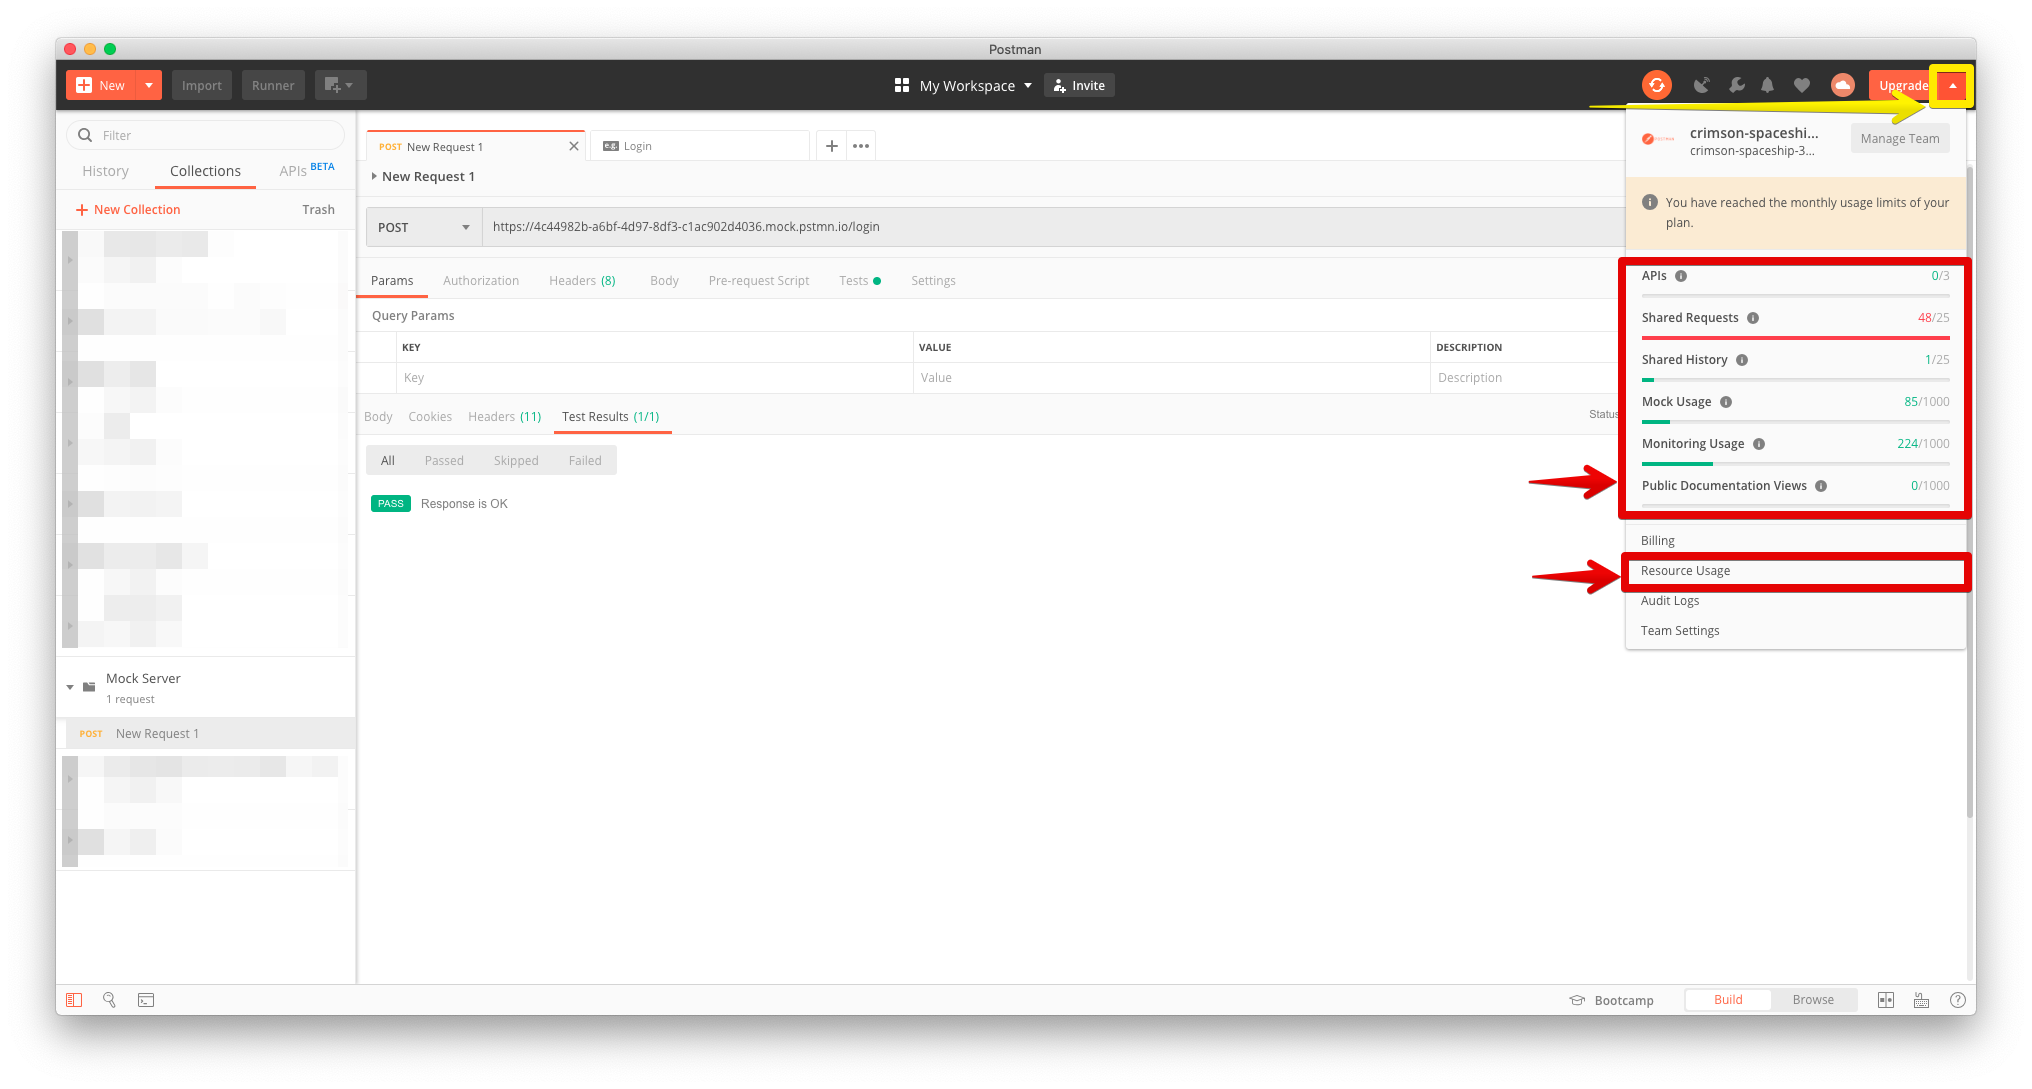 Postman
New
Import
Runner
My Workspace
Invite
Upgrade
Filter
History
Collections
APIs BETA
New Collection
Trash
POST New Request 1
e.g. Login
New Request 1
POST
https://4c44982b-a6bf-4d97-8df3-c1ac902d4036.mock.pstmn.io/login
Params
Authorization
Headers (8)
Body
Pre-request Script
Tests
Settings
Query Params
KEY
VALUE
DESCRIPTION
Key
Value
Description
Body
Cookies
Headers (11)
Test Results (1/1)
Status
All
Passed
Skipped
Failed
PASS
Response is OK
crimson-spaceshi...
crimson-spaceship-3...
Manage Team
You have reached the monthly usage limits of your
plan.
APIs
0/3
Shared Requests
48/25
Shared History
1/25
Mock Usage
85/1000
Monitoring Usage
224/1000
Public Documentation Views
0/1000
Billing
Resource Usage
Audit Logs
Team Settings
Mock Server
1 request
POST New Request 1
Bootcamp
Build
Browse